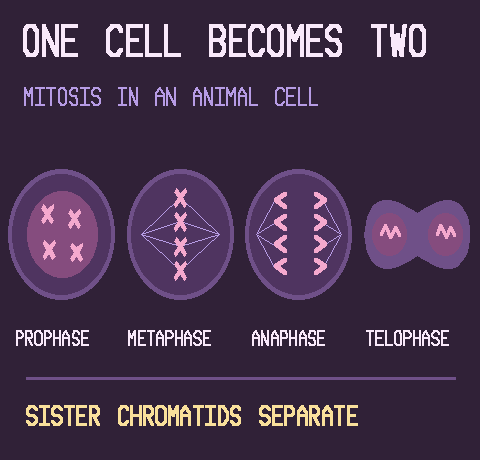 ONE CELL BECOMES TWO
MITOSIS IN AN ANIMAL CELL
PROPHASE METAPHASE ANAPHASE TELOPHASE
SISTER CHROMATIDS SEPARATE